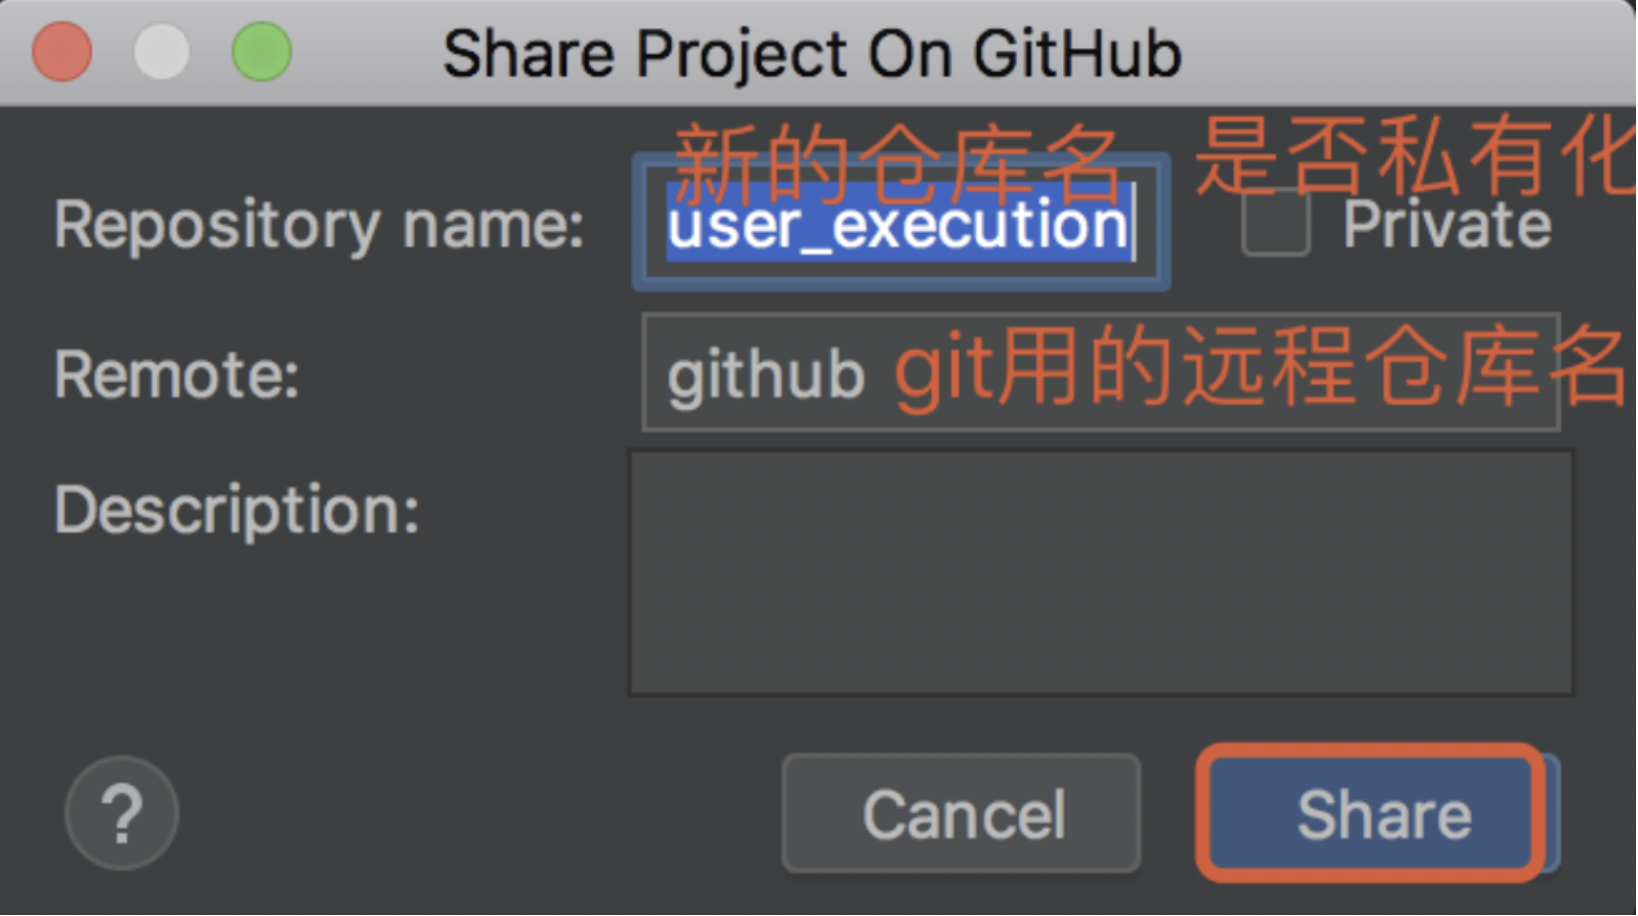 Share Project On GitHub
新的仓库名 是否私有化
Repository name: user_execution Private
Remote: github git用的远程仓库名
Description:
? Cancel Share